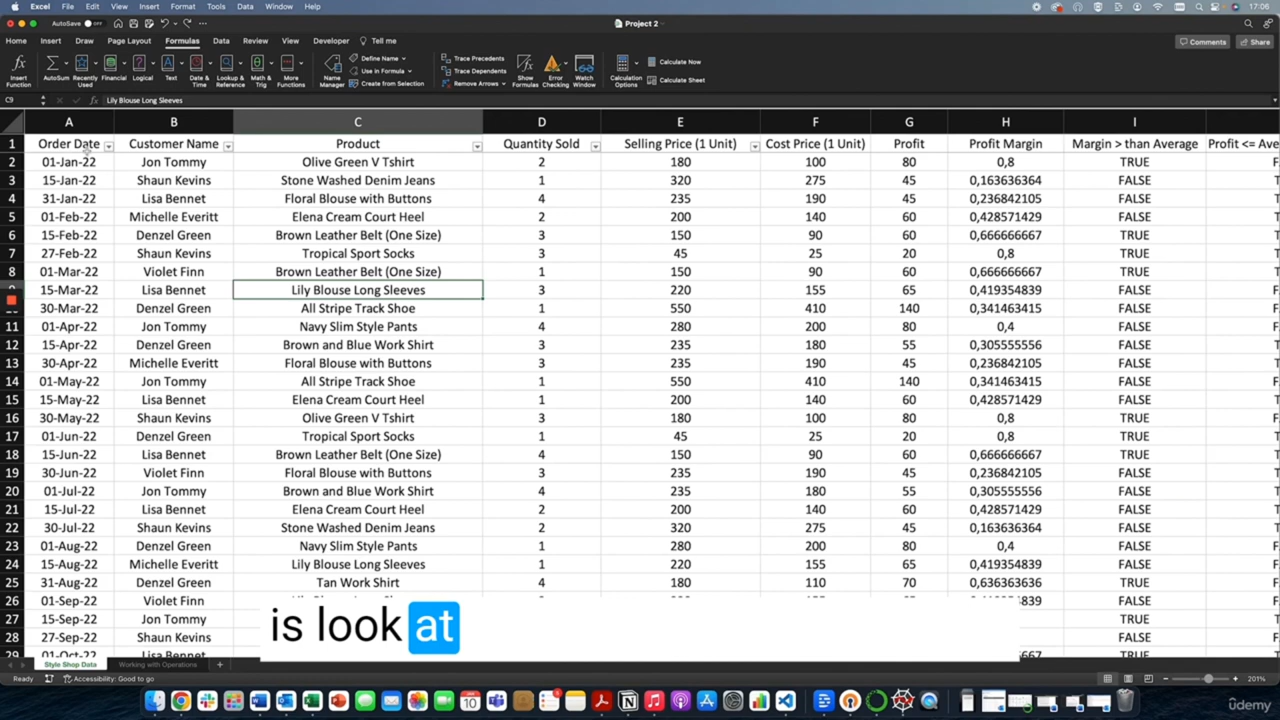 Excel File Edit View Insert Format Tools Data Window Help 17:06
AutoSave OFF Project 2
Home Insert Draw Page Layout Formulas Data Review View Developer Tell me Comments Share
Insert Function AutoSum Recently Used Financial Logical Text Date & Time Lookup & Reference Math & Trig More Functions Name Manager Define Name Use in Formula Create from Selection Trace Precedents Trace Dependents Remove Arrows Show Formulas Error Checking Watch Window Calculation Options Calculate Now Calculate Sheet
C9 fx Lily Blouse Long Sleeves
A B C D E F G H I
1 Order Date Customer Name Product Quantity Sold Selling Price (1 Unit) Cost Price (1 Unit) Profit Profit Margin Margin > than Average Profit <= Ave
2 01-Jan-22 Jon Tommy Olive Green V Tshirt 2 180 100 80 0,8 TRUE F
3 15-Jan-22 Shaun Kevins Stone Washed Denim Jeans 1 320 275 45 0,163636364 FALSE T
4 31-Jan-22 Lisa Bennet Floral Blouse with Buttons 4 235 190 45 0,236842105 FALSE T
5 01-Feb-22 Michelle Everitt Elena Cream Court Heel 2 200 140 60 0,428571429 FALSE T
6 15-Feb-22 Denzel Green Brown Leather Belt (One Size) 3 150 90 60 0,666666667 TRUE T
7 27-Feb-22 Shaun Kevins Tropical Sport Socks 3 45 25 20 0,8 TRUE T
8 01-Mar-22 Violet Finn Brown Leather Belt (One Size) 1 150 90 60 0,666666667 TRUE T
15-Mar-22 Lisa Bennet Lily Blouse Long Sleeves 3 220 155 65 0,419354839 FALSE F
30-Mar-22 Denzel Green All Stripe Track Shoe 1 550 410 140 0,341463415 FALSE F
11 01-Apr-22 Jon Tommy Navy Slim Style Pants 4 280 200 80 0,4 FALSE F
12 15-Apr-22 Denzel Green Brown and Blue Work Shirt 3 235 180 55 0,305555556 FALSE T
13 30-Apr-22 Michelle Everitt Floral Blouse with Buttons 3 235 190 45 0,236842105 FALSE T
14 01-May-22 Jon Tommy All Stripe Track Shoe 1 550 410 140 0,341463415 FALSE F
15 15-May-22 Lisa Bennet Elena Cream Court Heel 1 200 140 60 0,428571429 FALSE T
16 30-May-22 Shaun Kevins Olive Green V Tshirt 3 180 100 80 0,8 TRUE F
17 01-Jun-22 Denzel Green Tropical Sport Socks 1 45 25 20 0,8 TRUE T
18 15-Jun-22 Lisa Bennet Brown Leather Belt (One Size) 4 150 90 60 0,666666667 TRUE T
19 30-Jun-22 Violet Finn Floral Blouse with Buttons 3 235 190 45 0,236842105 FALSE T
20 01-Jul-22 Jon Tommy Brown and Blue Work Shirt 4 235 180 55 0,305555556 FALSE T
21 15-Jul-22 Lisa Bennet Elena Cream Court Heel 2 200 140 60 0,428571429 FALSE T
22 30-Jul-22 Shaun Kevins Stone Washed Denim Jeans 2 320 275 45 0,163636364 FALSE T
23 01-Aug-22 Denzel Green Navy Slim Style Pants 1 280 200 80 0,4 FALSE F
24 15-Aug-22 Michelle Everitt Lily Blouse Long Sleeves 1 220 155 65 0,419354839 FALSE F
25 31-Aug-22 Denzel Green Tan Work Shirt 4 180 110 70 0,636363636 TRUE F
26 01-Sep-22 Violet Finn FALSE F
27 15-Sep-22 Jon Tommy
28 27-Sep-22 Shaun Kevins FALSE
29 01-Oct-22 Lisa Bennet TRUE
is look at
Style Shop Data Working with Operations +
Ready Accessibility: Good to go 201%
ûdemy